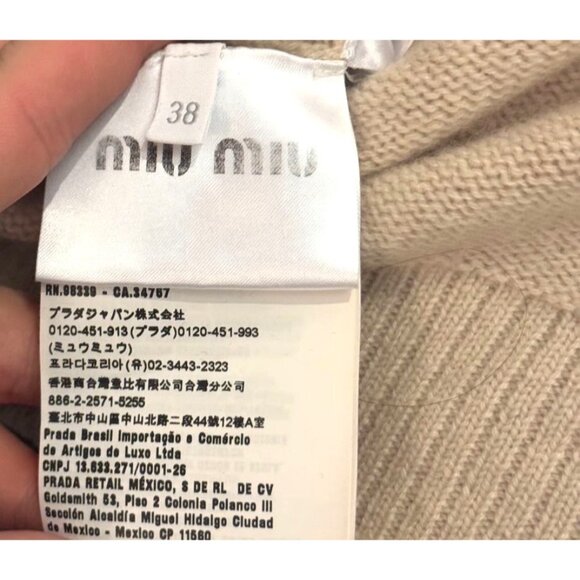 38
miu miu
RN.98339 - CA.34767
プラダジャパン株式会社
0120-451-913(プラダ)0120-451-993
(ミュウミュウ)
프라다코리아(유)02-3443-2323
香港商台灣意比有限公司台灣分公司
886-2-2571-5255
臺北市中山區中山北路二段44號12樓A室
Prada Brasil Importação e Comércio
de Artigos de Luxo Ltda
CNPJ 13.633.271/0001-26
PRADA RETAIL MÉXICO, S DE RL DE CV
Goldsmith 53, Piso 2 Colonia Polanco III
Sección Alcaldía Miguel Hidalgo Ciudad
de Mexico - Mexico CP 11560